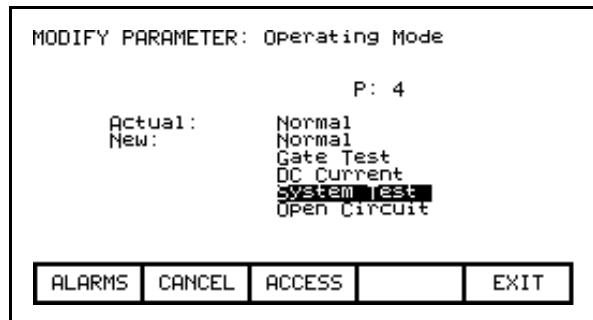 MODIFY PARAMETER: Operating Mode
P: 4
Actual: Normal
New: Normal
Gate Test
DC Current
System Test
Open Circuit
ALARMS CANCEL ACCESS EXIT